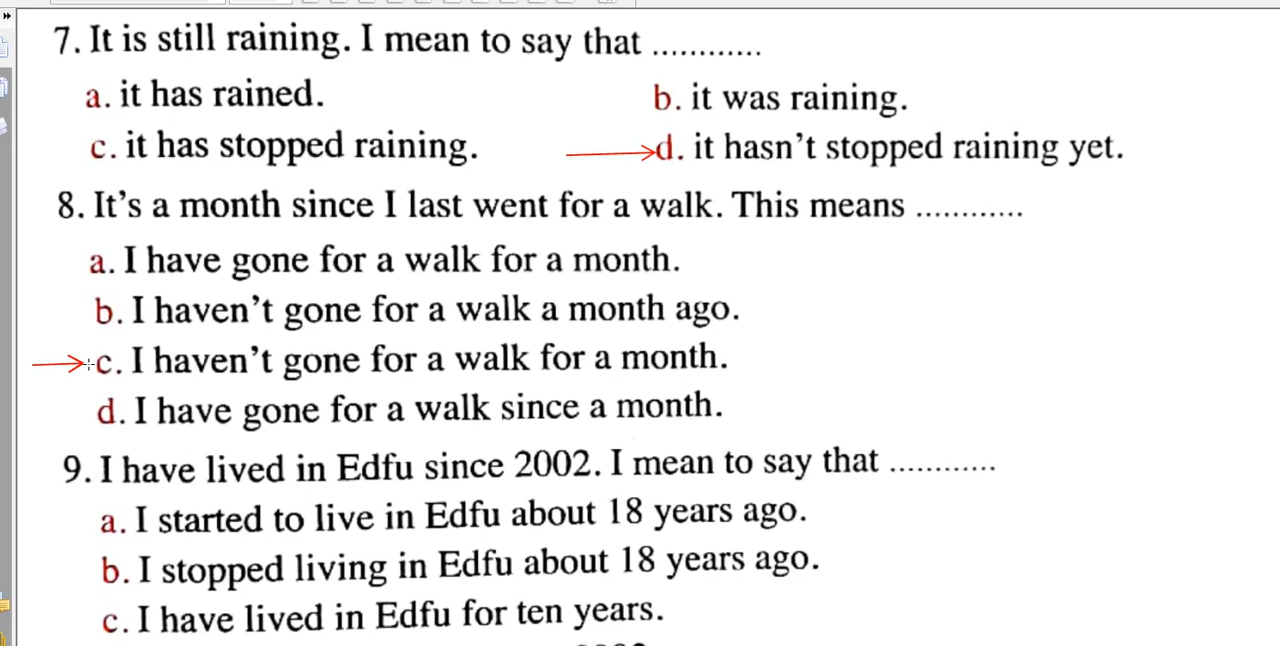 7. It is still raining. I mean to say that ............
a. it has rained. b. it was raining.
c. it has stopped raining. d. it hasn't stopped raining yet.
8. It's a month since I last went for a walk. This means ............
a. I have gone for a walk for a month.
b. I haven't gone for a walk a month ago.
c. I haven't gone for a walk for a month.
d. I have gone for a walk since a month.
9. I have lived in Edfu since 2002. I mean to say that ............
a. I started to live in Edfu about 18 years ago.
b. I stopped living in Edfu about 18 years ago.
c. I have lived in Edfu for ten years.